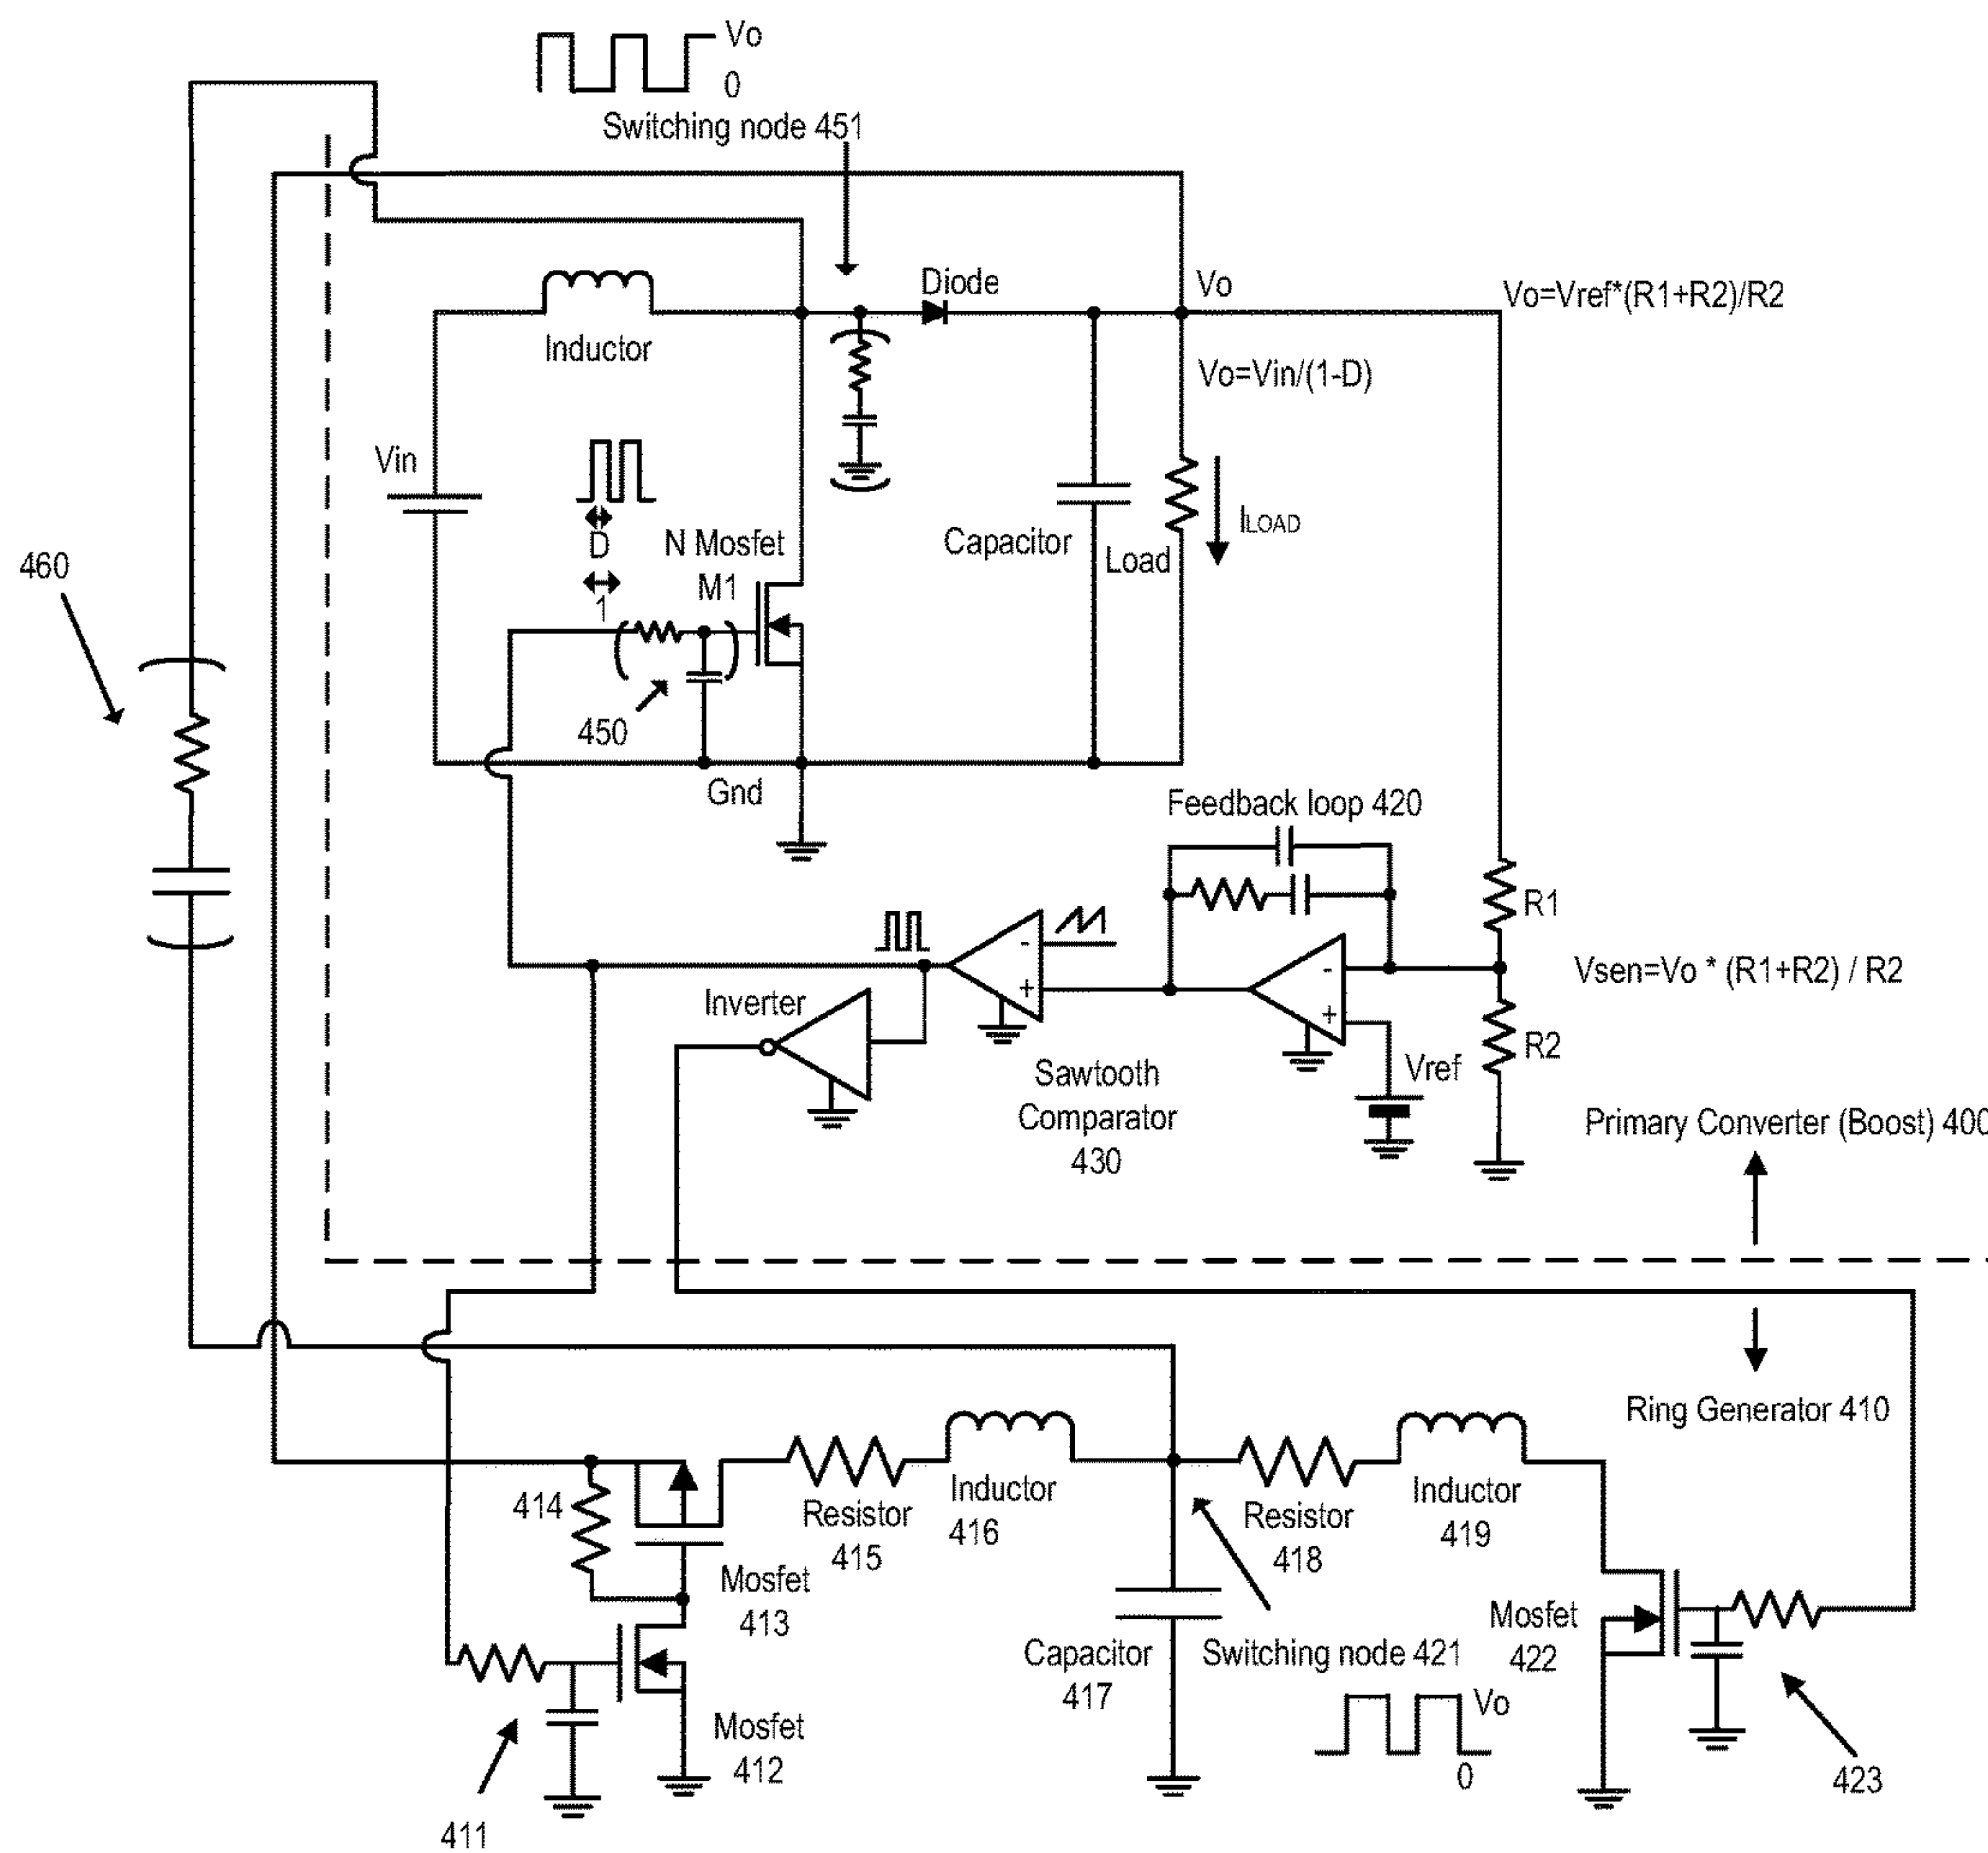 Vo
0
Switching node 451
Diode
Vo
Vo=Vref*(R1+R2)/R2
Inductor
Vo=Vin/(1-D)
Vin
D
1
N Mosfet
M1
Capacitor
Load
ILOAD
460
450
Gnd
Feedback loop 420
R1
-
+
-
+
Vsen=Vo * (R1+R2) / R2
Inverter
R2
Vref
Sawtooth
Comparator
430
Primary Converter (Boost) 400
Ring Generator 410
414
Resistor
415
Inductor
416
Resistor
418
Inductor
419
Mosfet
413
Mosfet
422
Capacitor
417
Switching node 421
Vo
0
Mosfet
412
411
423